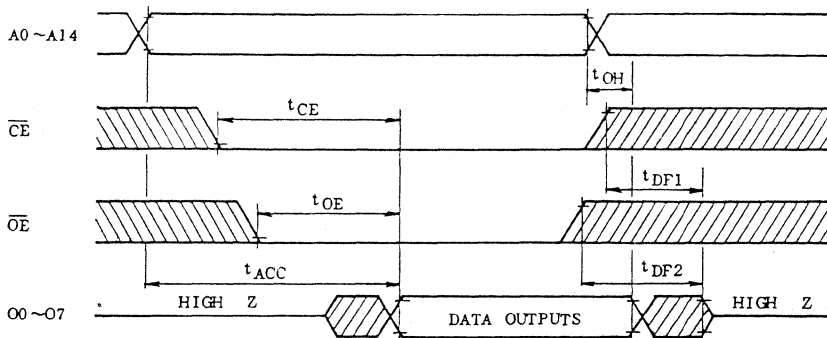 A0~A14
tOH
CE
tCE
tDF1
OE
tOE
tACC
tDF2
O0~O7
HIGH Z
DATA OUTPUTS
HIGH Z